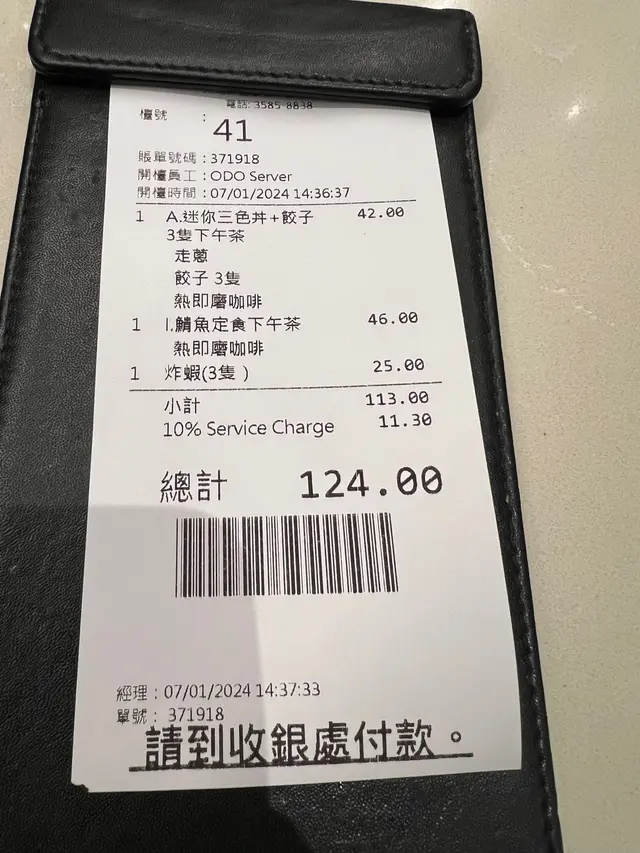 電話: 3585 8838
檯號 :
41
賬單號碼 : 371918
開檯員工 : ODO Server
開檯時間 : 07/01/2024 14:36:37
1 A.迷你三色丼+餃子 42.00
3隻下午茶
走蔥
餃子 3隻
熱即磨咖啡
1 I.鯖魚定食下午茶 46.00
熱即磨咖啡
1 炸蝦(3隻 ) 25.00
小計 113.00
10% Service Charge 11.30
總計 124.00
經理 : 07/01/2024 14:37:33
單號 : 371918
請到收銀處付款。